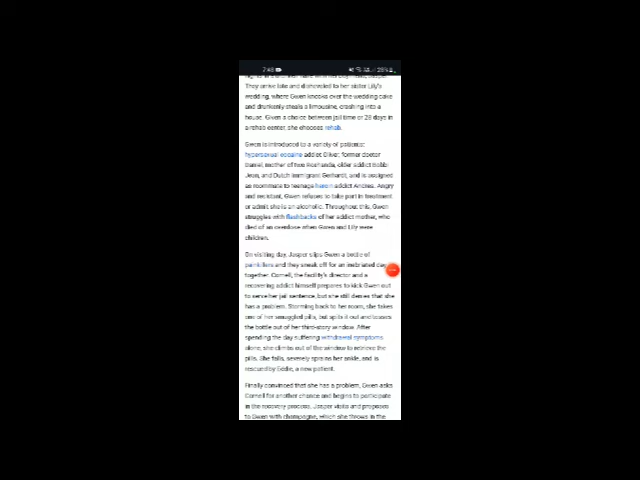 They arrive late and disheveled to her sister Lily's
wedding, where Gwen knocks over the wedding cake
and drunkenly steals a limousine, crashing into a
house. Given a choice between jail time or 28 days in
a rehab center, she chooses rehab.
Gwen is introduced to a variety of patients:
hypersexual cocaine addict Oliver, former doctor
Daniel, mother of two Roshanda, older addict Bobbi
Jean, and Dutch immigrant Gerhardt, and is assigned
as roommate to teenage heroin addict Andrea. Angry
and resistant, Gwen refuses to take part in treatment
or admit she is an alcoholic. Throughout this, Gwen
struggles with flashbacks of her addict mother, who
died of an overdose when Gwen and Lily were
children.
On visiting day, Jasper slips Gwen a bottle of
painkillers and they sneak off for an inebriated day
together. Cornell, the facility's director and a
recovering addict himself prepares to kick Gwen out
to serve her jail sentence, but she still denies that she
has a problem. Storming back to her room, she takes
one of her smuggled pills, but spits it out and tosses
the bottle out of her third-story window. After
spending the day suffering withdrawal symptoms
alone, she climbs out of the window to retrieve the
pills. She falls, severely sprains her ankle, and is
rescued by Eddie, a new patient.
Finally convinced that she has a problem, Gwen asks
Cornell for another chance and begins to participate
in the recovery process. Jasper visits and proposes
to Gwen with champagne, which she throws in the